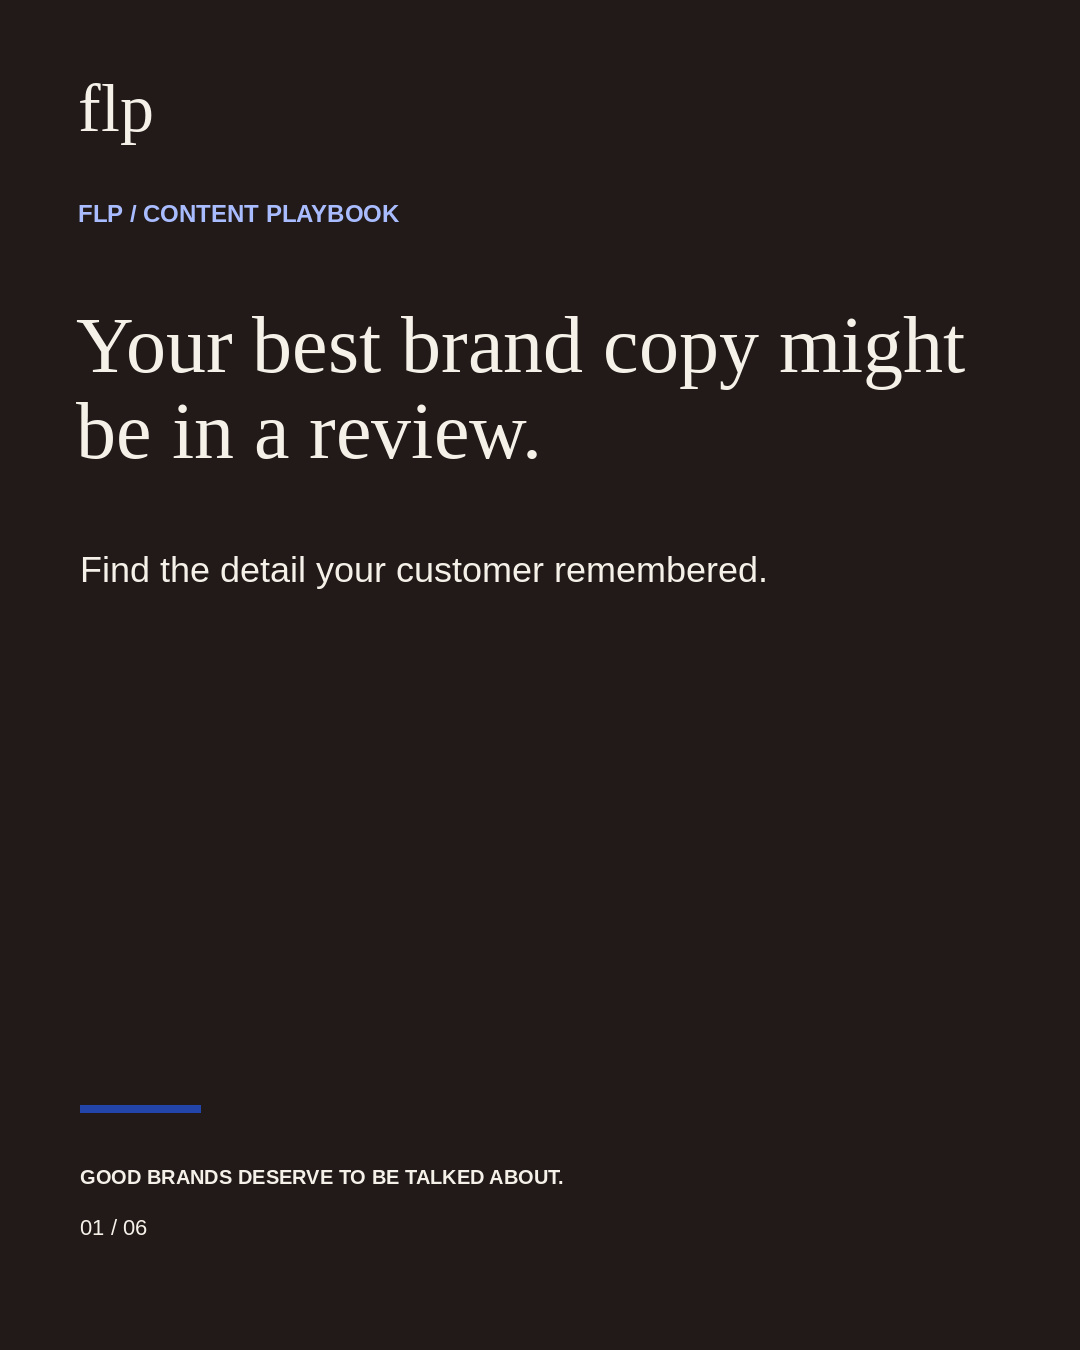 flp
FLP / CONTENT PLAYBOOK
Your best brand copy might
be in a review.
Find the detail your customer remembered.
GOOD BRANDS DESERVE TO BE TALKED ABOUT.
01 / 06